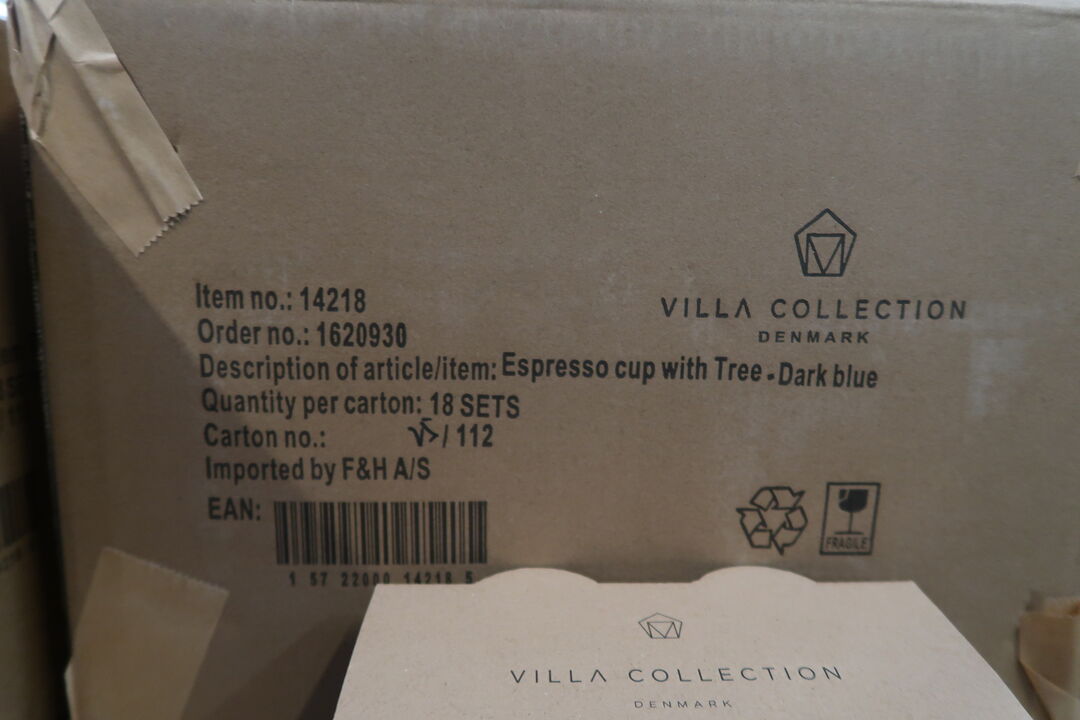 VILLA COLLECTION
DENMARK
Item no.: 14218
Order no.: 1620930
Description of article/item: Espresso cup with Tree - Dark blue
Quantity per carton: 18 SETS
Carton no.: / 112
Imported by F&H A/S
EAN:
1 57 22000 14218 5
FRAGILE
VILLA COLLECTION
DENMARK